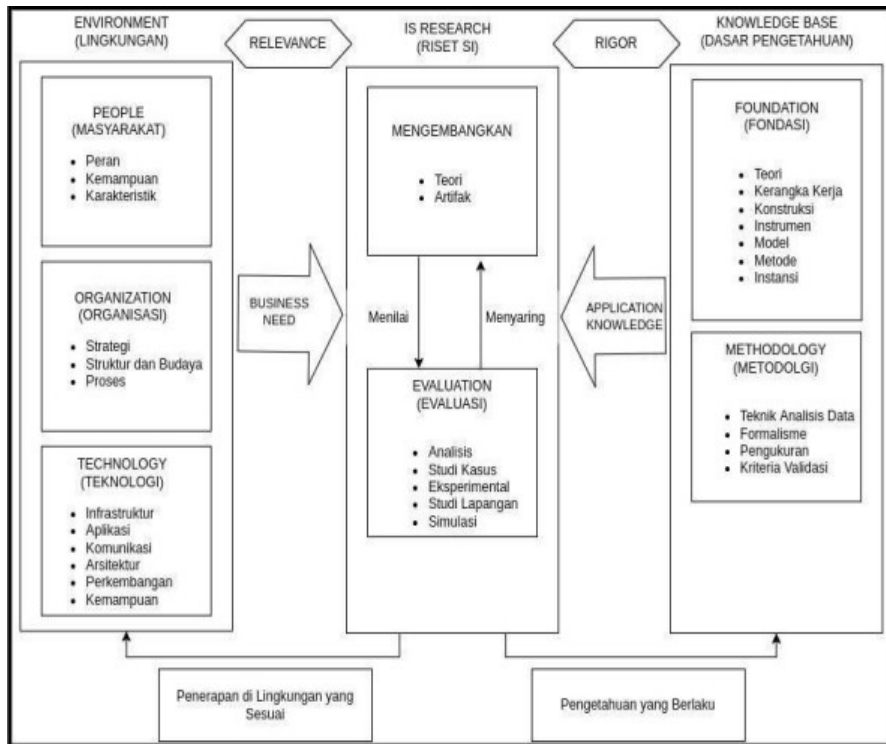 ENVIRONMENT
(LINGKUNGAN)
RELEVANCE
IS RESEARCH
(RISET SI)
RIGOR
KNOWLEDGE BASE
(DASAR PENGETAHUAN)
PEOPLE
(MASYARAKAT)
• Peran
• Kemampuan
• Karakteristik
ORGANIZATION
(ORGANISASI)
• Strategi
• Struktur dan Budaya
• Proses
TECHNOLOGY
(TEKNOLOGI)
• Infrastruktur
• Aplikasi
• Komunikasi
• Arsitektur
• Perkembangan
• Kemampuan
BUSINESS
NEED
MENGEMBANGKAN
• Teori
• Artifak
Menilai
Menyaring
EVALUATION
(EVALUASI)
• Analisis
• Studi Kasus
• Eksperimental
• Studi Lapangan
• Simulasi
APPLICATION
KNOWLEDGE
FOUNDATION
(FONDASI)
• Teori
• Kerangka Kerja
• Konstruksi
• Instrumen
• Model
• Metode
• Instansi
METHODOLOGY
(METODOLGI)
• Teknik Analisis Data
• Formalisme
• Pengukuran
• Kriteria Validasi
Penerapan di Lingkungan yang
Sesuai
Pengetahuan yang Berlaku